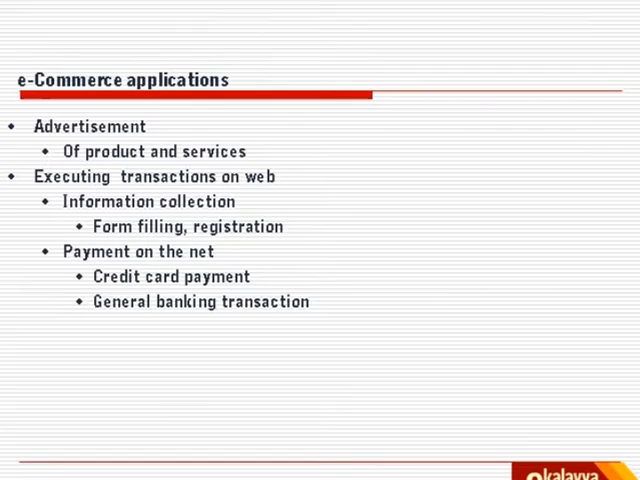 e-Commerce applications
Advertisement
Of product and services
Executing transactions on web
Information collection
Form filling, registration
Payment on the net
Credit card payment
General banking transaction